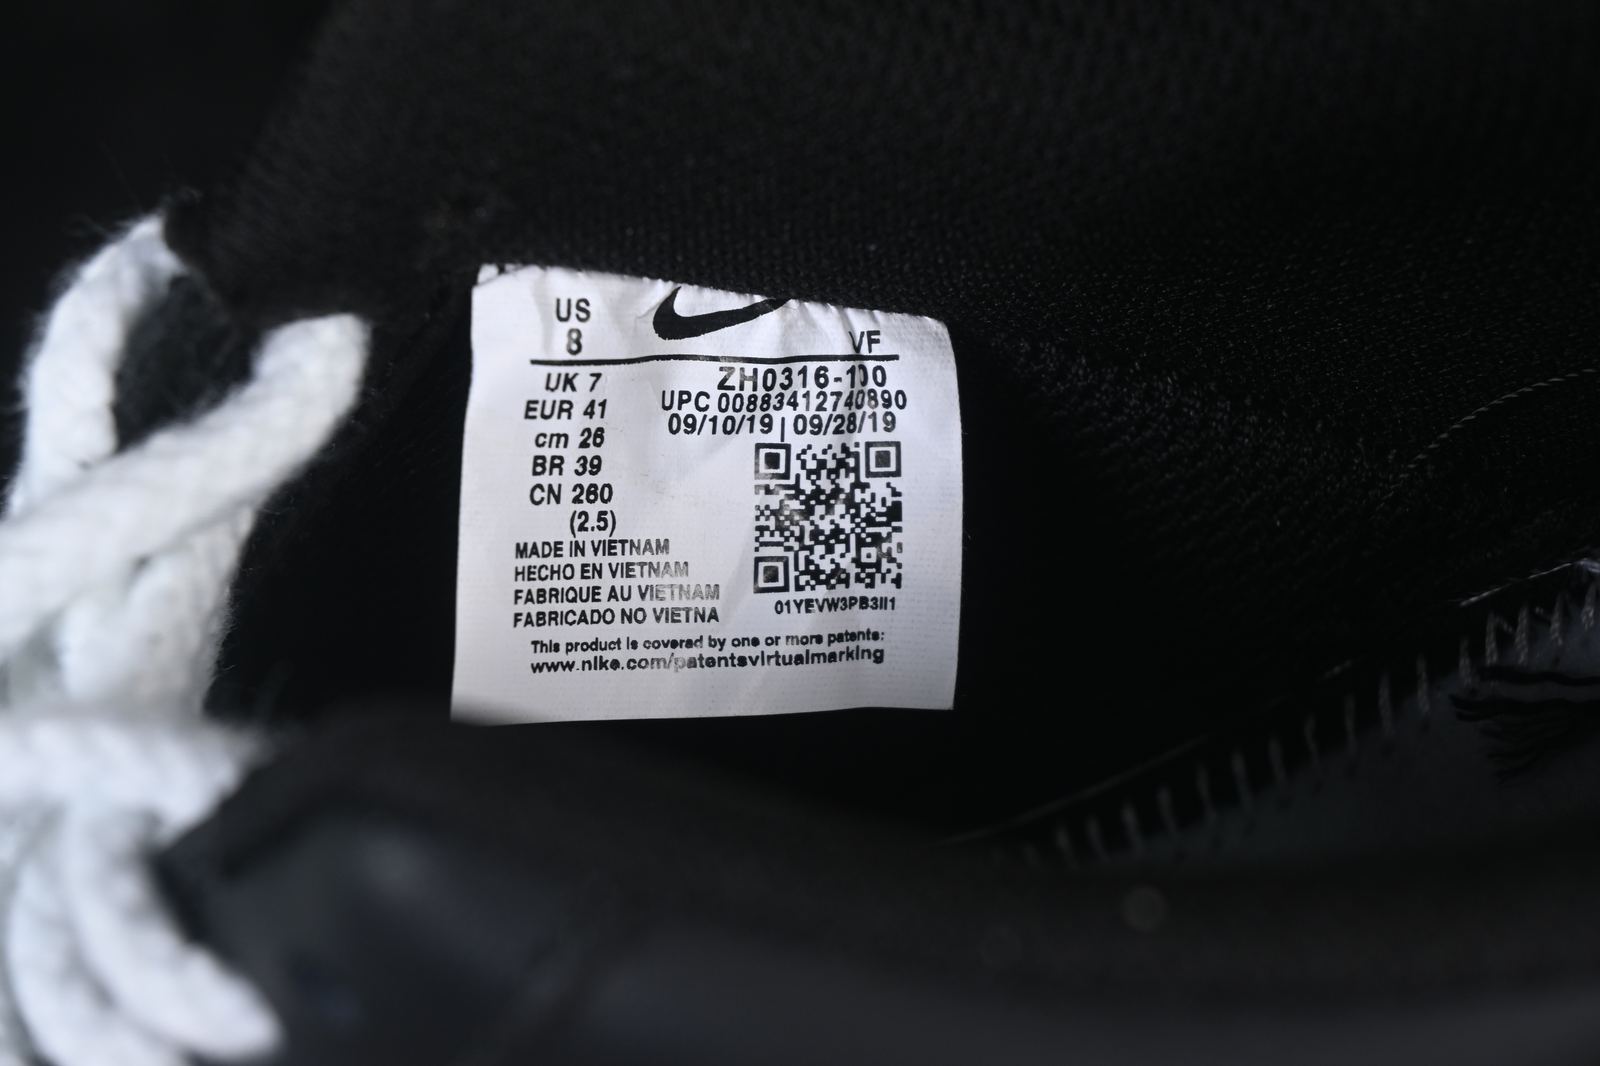 US
8
VF
UK 7
EUR 41
cm 26
BR 39
CN 260
(2.5)
ZH0316-100
UPC 00883412740890
09/10/19 | 09/28/19
01YEVW3PB3II1
MADE IN VIETNAM
HECHO EN VIETNAM
FABRIQUE AU VIETNAM
FABRICADO NO VIETNA
This product is covered by one or more patents:
www.nike.com/patentsvirtualmarking